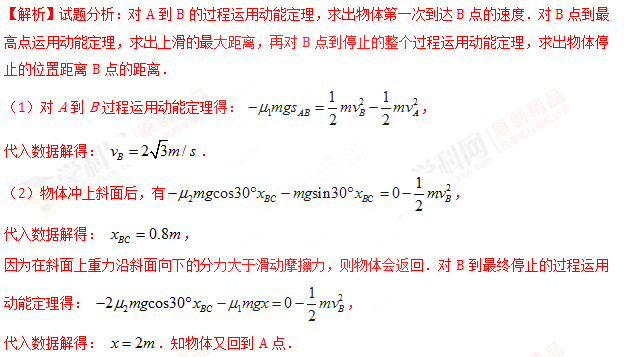 【解析】试题分析：对 A 到 B 的过程运用动能定理，求出物体第一次到达 B 点的速度．对 B 点到最
高点运用动能定理，求出上滑的最大距离，再对 B 点到停止的整个过程运用动能定理，求出物体停
止的位置距离 B 点的距离．
（1）对 A 到 B 过程运用动能定理得： $-\mu_1 mgs_{AB}=\frac{1}{2}mv_B^2-\frac{1}{2}mv_A^2$，
代入数据解得： $v_B=2\sqrt{3}m/s$．
（2）物体冲上斜面后，有$-\mu_2 mg\cos30°x_{BC}-mg\sin30°x_{BC}=0-\frac{1}{2}mv_B^2$，
代入数据解得： $x_{BC}=0.8m$，
因为在斜面上重力沿斜面向下的分力大于滑动摩擦力，则物体会返回．对 B 到最终停止的过程运用
动能定理得： $-2\mu_2 mg\cos30°x_{BC}-\mu_1 mgx=0-\frac{1}{2}mv_B^2$，
代入数据解得： $x=2m$．知物体又回到 A 点．